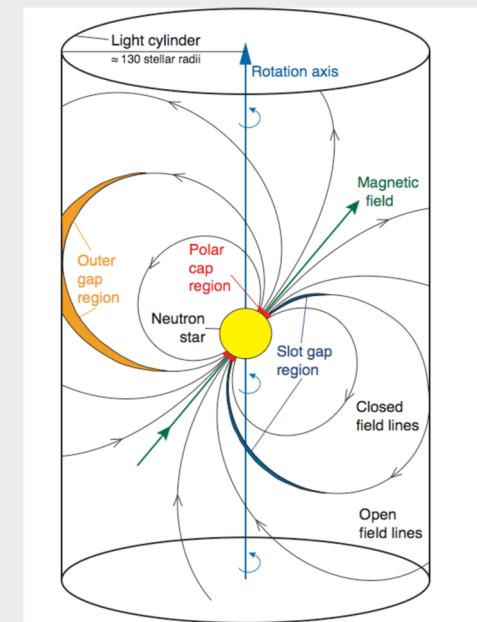 Light cylinder
≈ 130 stellar radii
Rotation axis
Magnetic
field
Polar
cap
region
Outer
gap
region
Neutron
star
Slot gap
region
Closed
field lines
Open
field lines